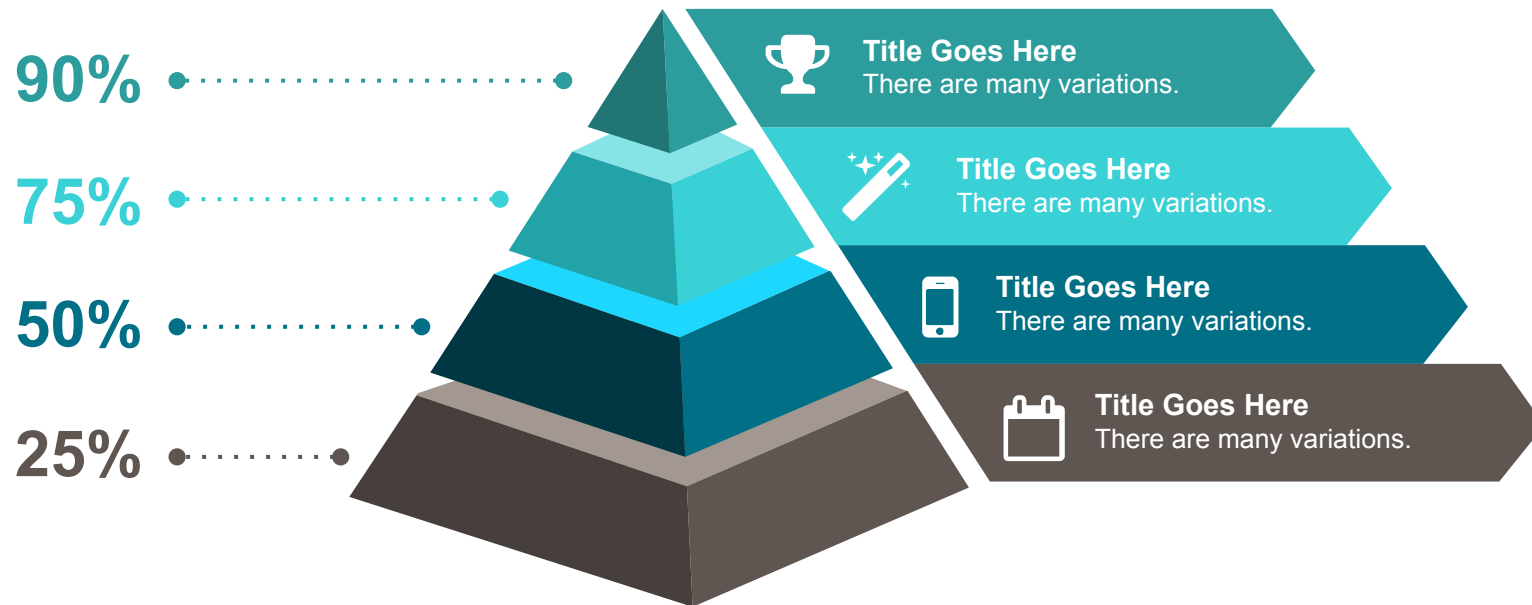 90%
Title Goes Here
There are many variations.
75%
Title Goes Here
There are many variations.
50%
Title Goes Here
There are many variations.
25%
Title Goes Here
There are many variations.